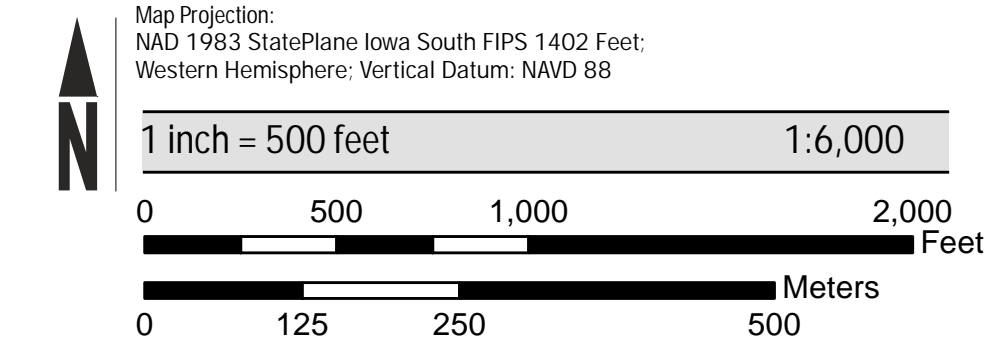 Map Projection:
NAD 1983 StatePlane Iowa South FIPS 1402 Feet;
Western Hemisphere; Vertical Datum: NAVD 88
N
1 inch = 500 feet 1:6,000
0 500 1,000 2,000
Feet
Meters
0 125 250 500